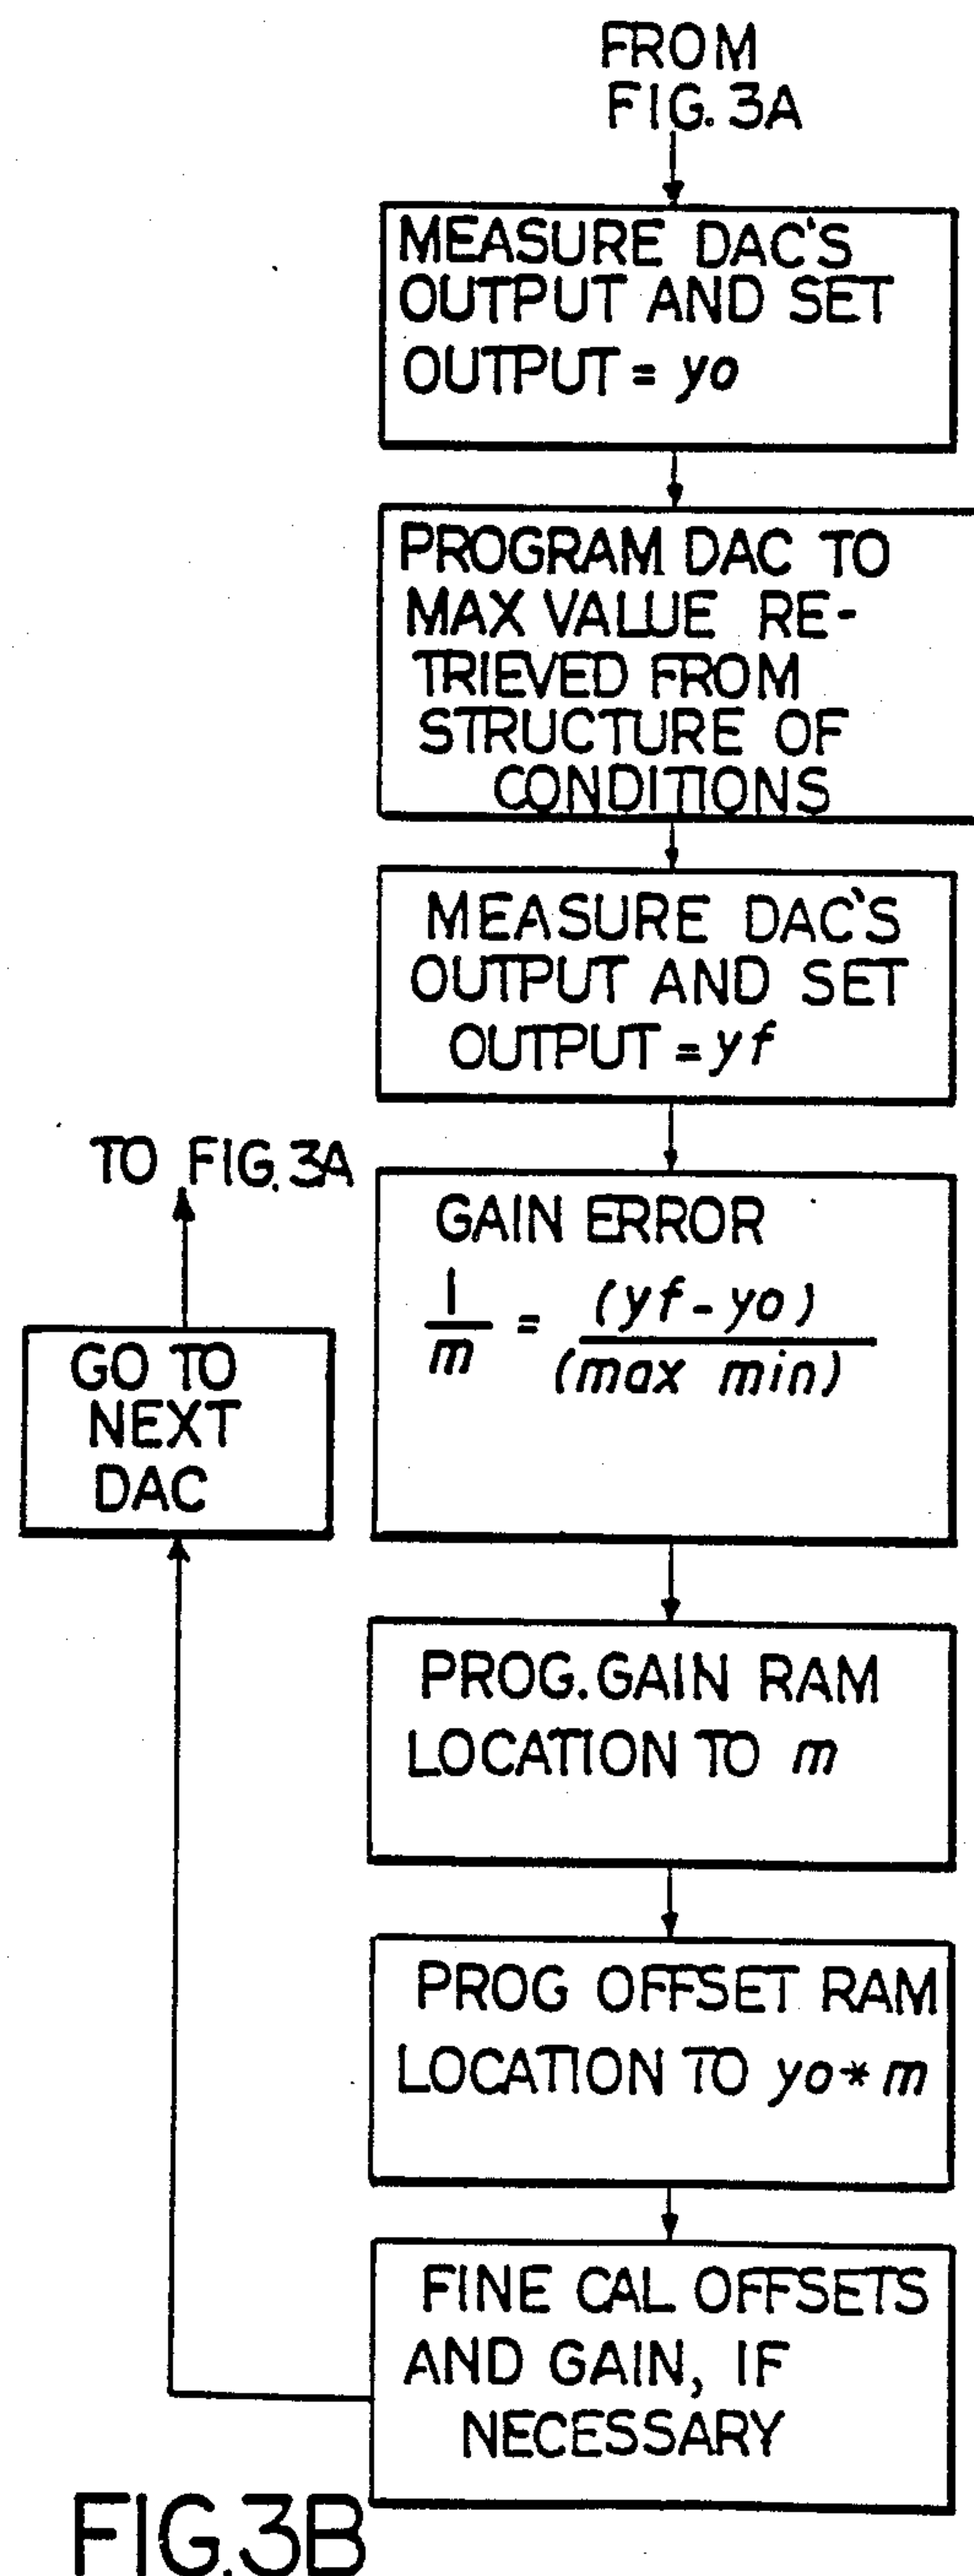 FROM
FIG. 3A
MEASURE DAC'S
OUTPUT AND SET
OUTPUT = yo
PROGRAM DAC TO
MAX VALUE RE-
TRIEVED FROM
STRUCTURE OF
CONDITIONS
MEASURE DAC'S
OUTPUT AND SET
OUTPUT = yf
GAIN ERROR
1/m = (yf - yo)/(max min)
PROG. GAIN RAM
LOCATION TO m
PROG OFFSET RAM
LOCATION TO yo * m
FINE CAL OFFSETS
AND GAIN, IF
NECESSARY
GO TO
NEXT
DAC
TO FIG. 3A
FIG. 3B